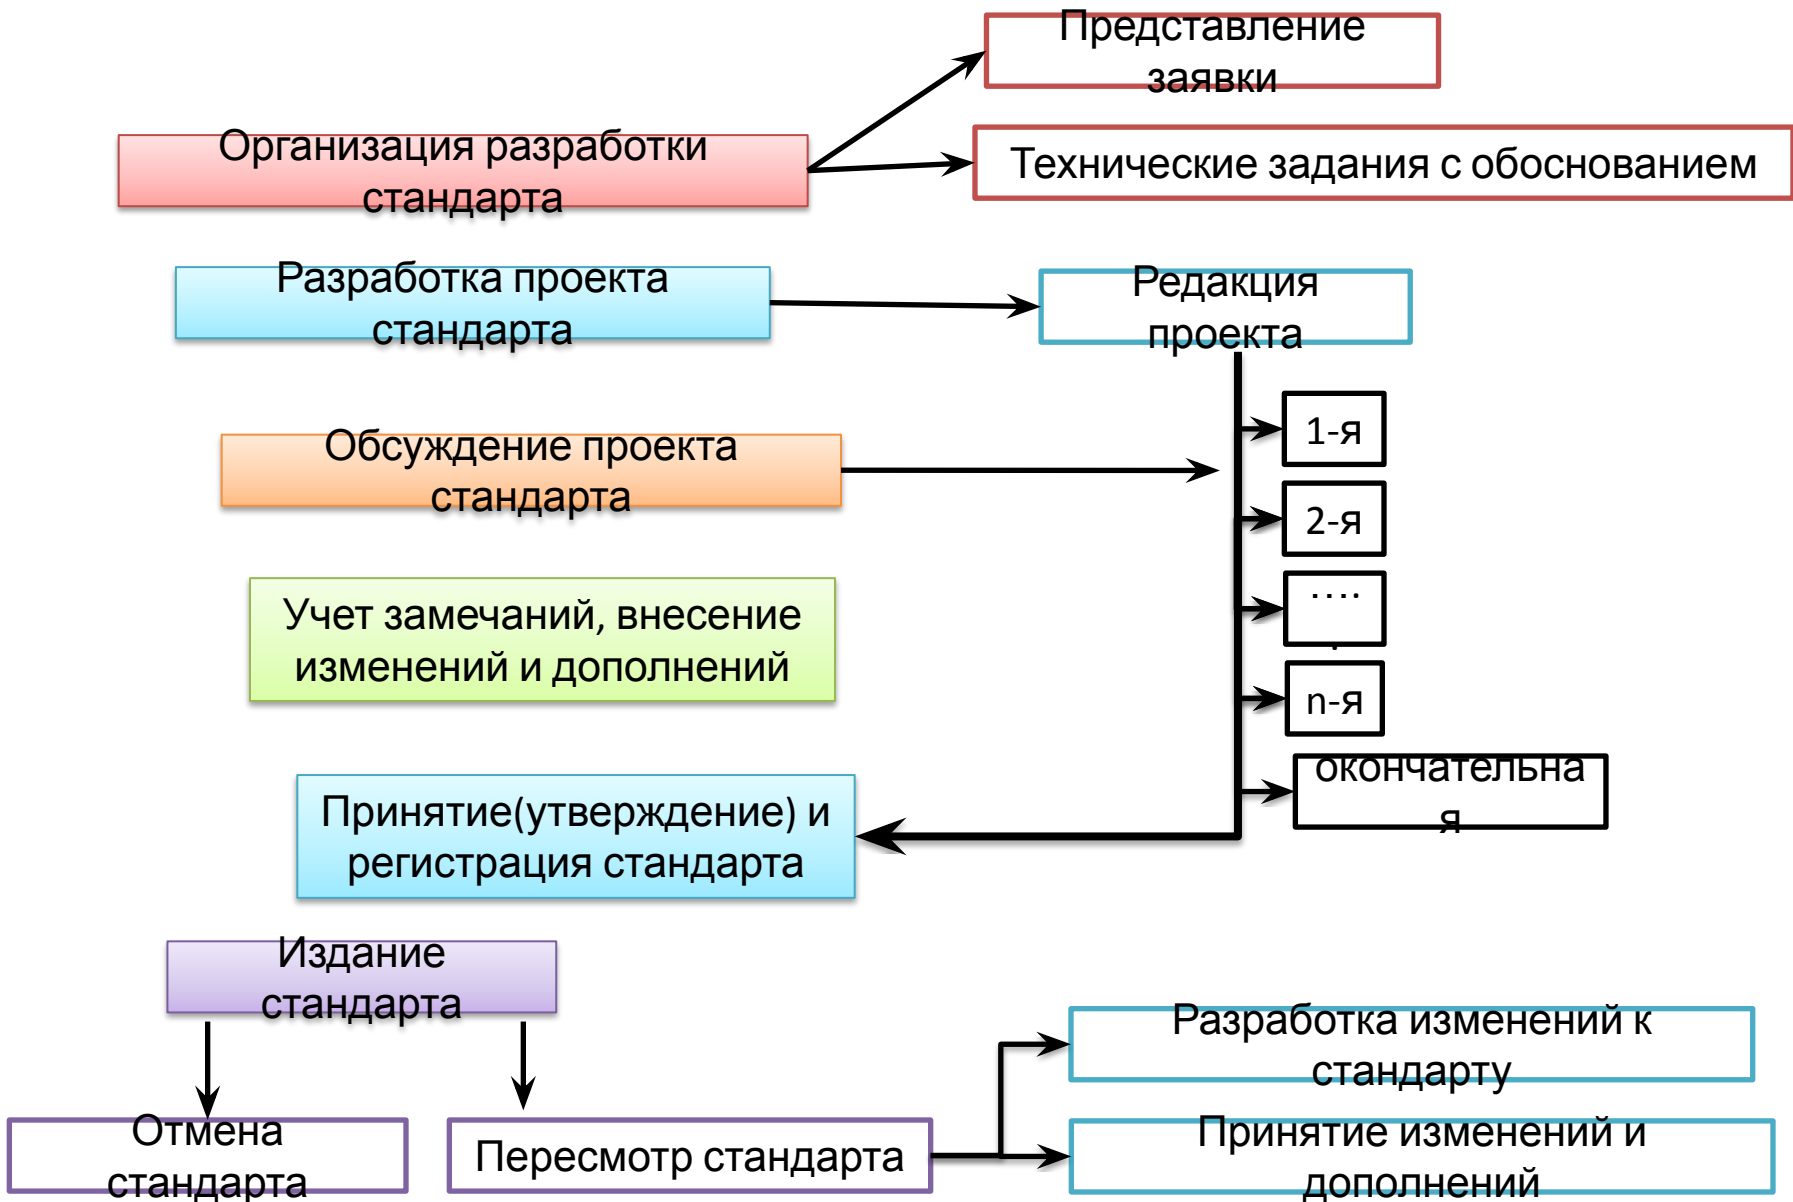 Представление
заявки
Организация разработки
стандарта
Технические задания с обоснованием
Разработка проекта
стандарта
Редакция
проекта
1-я
Обсуждение проекта
стандарта
2-я
Учет замечаний, внесение
изменений и дополнений
....
.
n-я
окончательна
я
Принятие(утверждение) и
регистрация стандарта
Издание
стандарта
Разработка изменений к
стандарту
Отмена
стандарта
Пересмотр стандарта
Принятие изменений и
дополнений